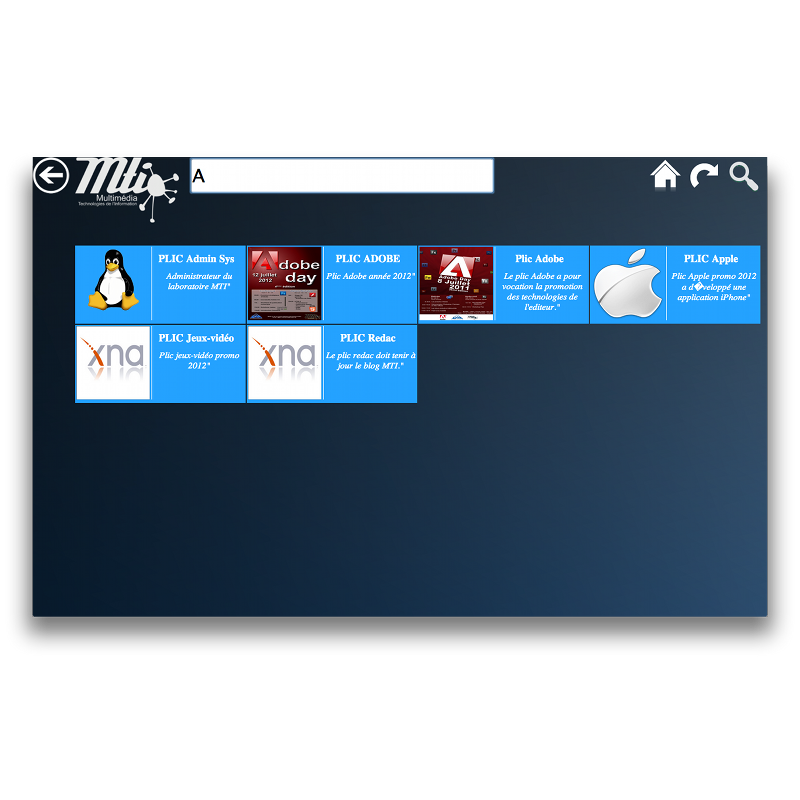 Mti
Multimédia
Technologies de l'Information
A
PLIC Admin Sys
Administrateur du
laboratoire MTI"
Adobe
day
12 juillet
2012
PLIC ADOBE
Plic Adobe année 2012"
Adobe Day
8 Juillet
2011
Plic Adobe
Le plic Adobe a pour
vocation la promotion
des technologies de
l'editeur."
PLIC Apple
Plic Apple promo 2012
a d�veloppé une
application iPhone"
xna
PLIC Jeux-vidéo
Plic jeux-vidéo promo
2012"
xna
PLIC Redac
Le plic redac doit tenir à
jour le blog MTI."